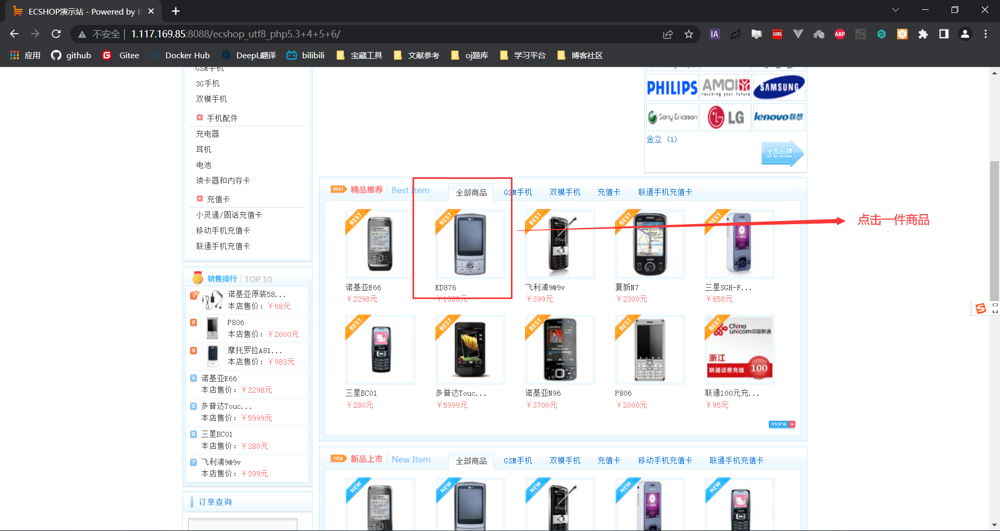 ECSHOP演示站 - Powered by E
不安全 | 1.117.169.85:8088/ecshop_utf8_php5.3+4+5+6/
应用 github Gitee Docker Hub DeepL翻译 bilibili 宝藏工具 文献参考 oj题库 学习平台 博客社区
GSM手机
3G手机
双模手机
手机配件
充电器
耳机
电池
读卡器和内存卡
充值卡
小灵通/固话充值卡
移动手机充值卡
联通手机充值卡
销售排行 TOP 10
诺基亚原装58...
本店售价：￥68元
2 P806
本店售价：￥2000元
3 摩托罗拉A81...
本店售价：￥983元
4 诺基亚E66
本店售价：￥2298元
5 多普达Touc...
本店售价：￥5999元
6 三星BC01
本店售价：￥280元
7 飞利浦9@9v
本店售价：￥399元
订单查询
PHILIPS AMOI SAMSUNG
touching your future
Sony Ericsson LG lenovo联想
金立 (1)
全部品牌
all brands
BEST 精品推荐 Best Item 全部商品 GSM手机 双模手机 充值卡 联通手机充值卡
BEST BEST BEST BEST BEST
诺基亚E66 KD876 飞利浦9@9v 夏新N7 三星SGH-F...
￥2298元 ￥1388元 ￥399元 ￥2300元 ￥858元
点击一件商品
BEST BEST BEST BEST BEST
China
unicom中国联通
浙江
联通话费充值 100
三星BC01 多普达Touc... 诺基亚N96 P806 联通100元充...
￥280元 ￥5999元 ￥3700元 ￥2000元 ￥95元
more
NEW 新品上市 New Item 全部商品 GSM手机 双模手机 充值卡 移动手机充值卡 联通手机充值卡
NEW NEW NEW NEW NEW